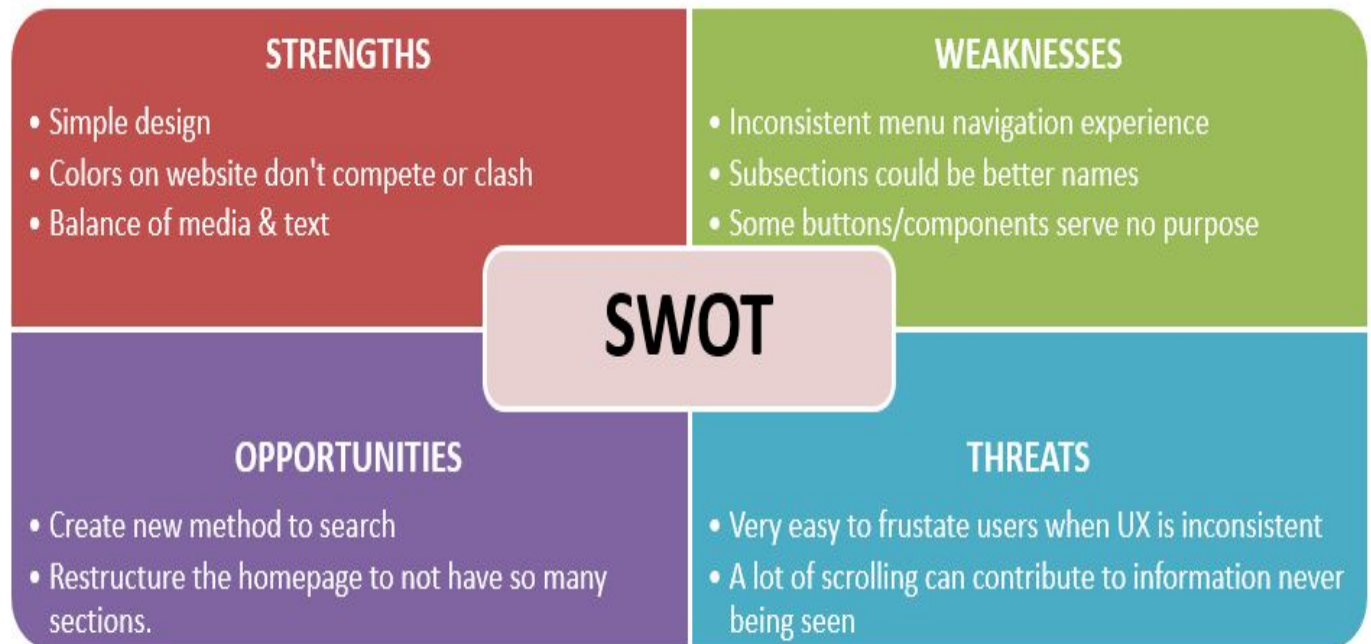 STRENGTHS
• Simple design
• Colors on website don't compete or clash
• Balance of media & text
WEAKNESSES
• Inconsistent menu navigation experience
• Subsections could be better names
• Some buttons/components serve no purpose
SWOT
OPPORTUNITIES
• Create new method to search
• Restructure the homepage to not have so many
sections.
THREATS
• Very easy to frustate users when UX is inconsistent
• A lot of scrolling can contribute to information never
being seen